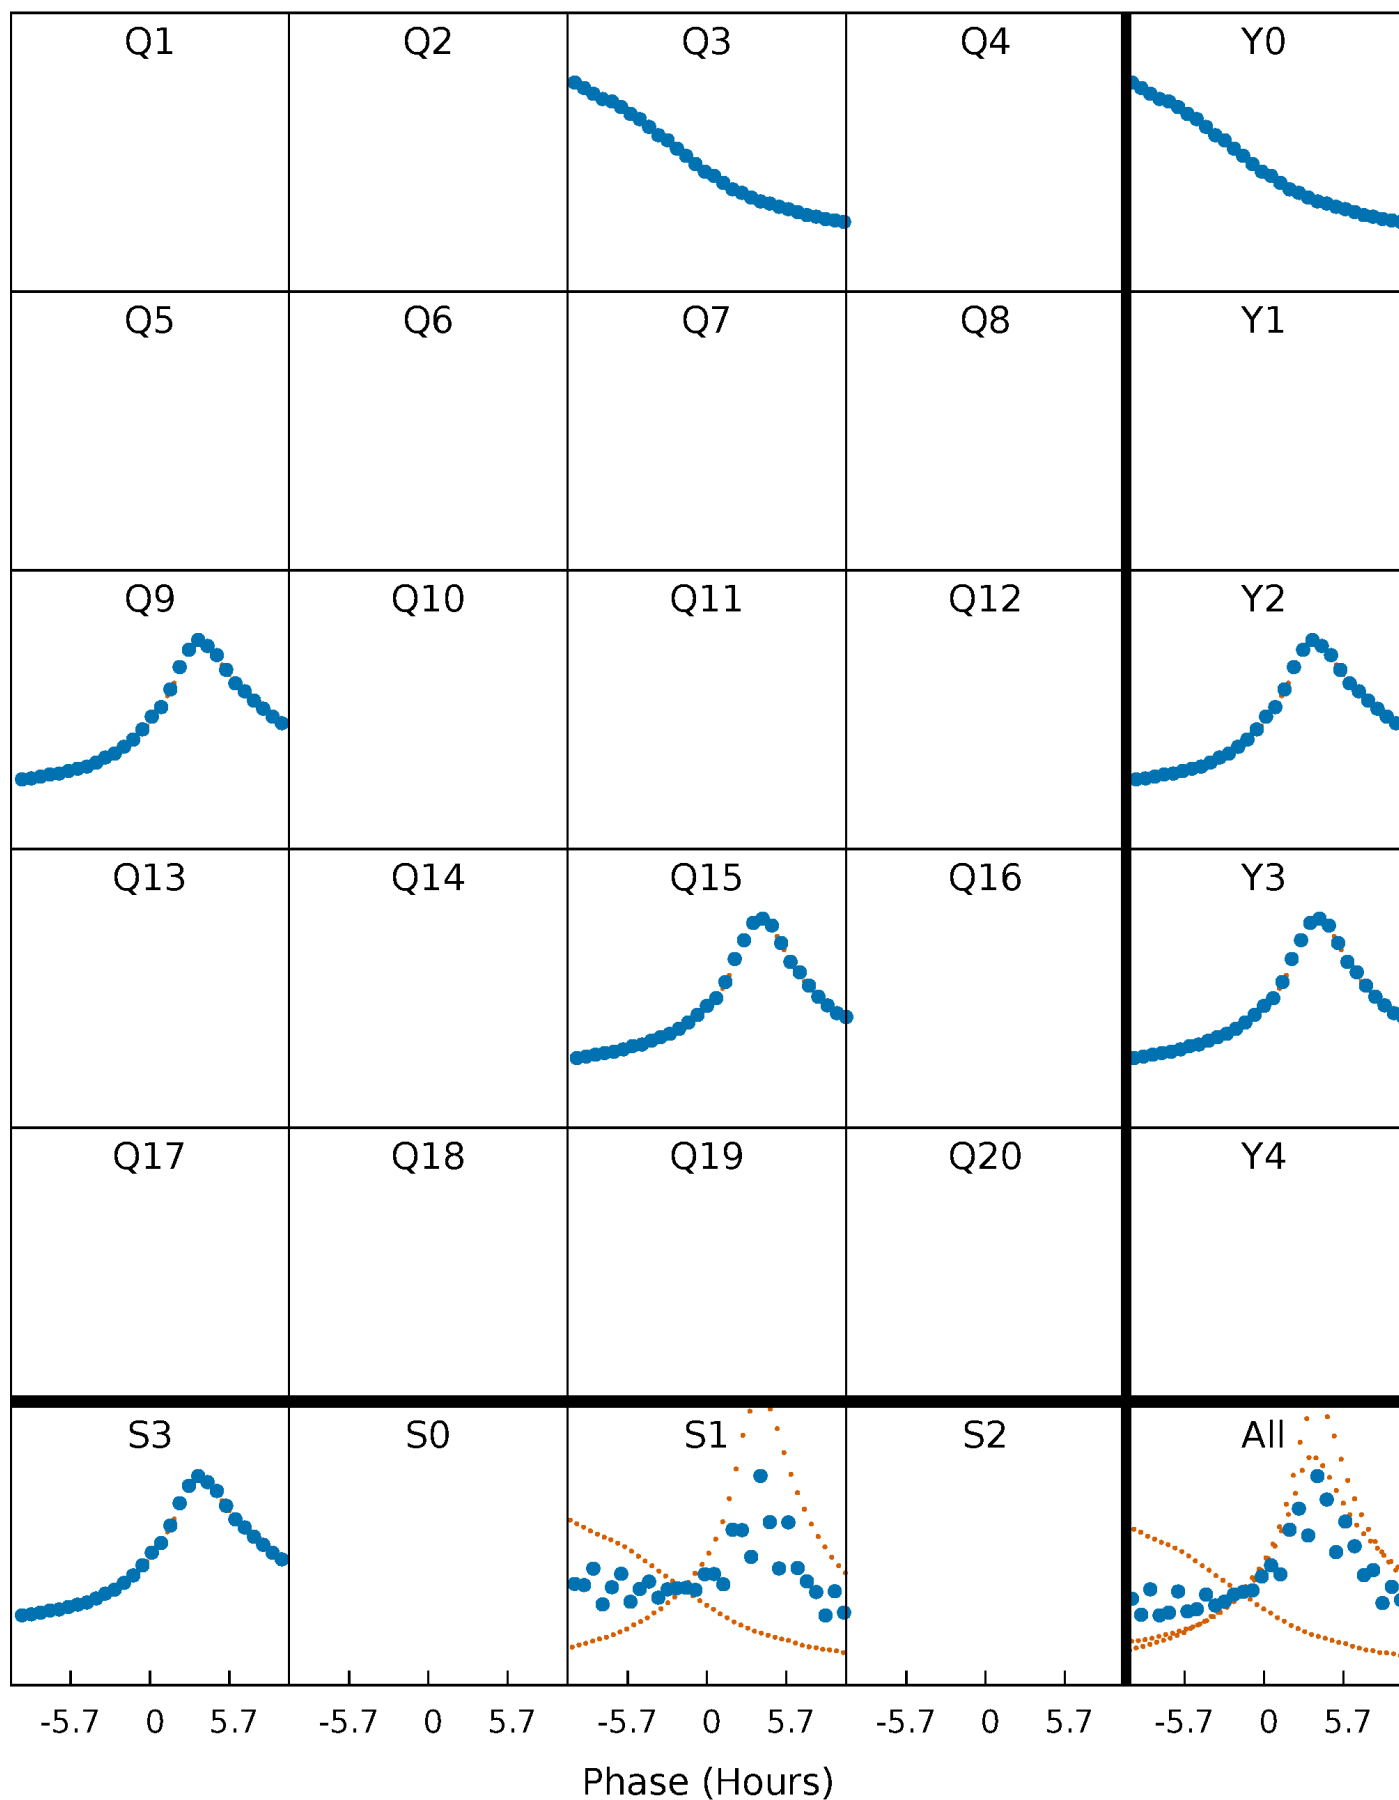 Q1 Q2 Q3 Q4 Y0
Q5 Q6 Q7 Q8 Y1
Q9 Q10 Q11 Q12 Y2
Q13 Q14 Q15 Q16 Y3
Q17 Q18 Q19 Q20 Y4
S3 S0 S1 S2 All
-5.7 0 5.7 -5.7 0 5.7 -5.7 0 5.7 -5.7 0 5.7 -5.7 0 5.7
Phase (Hours)